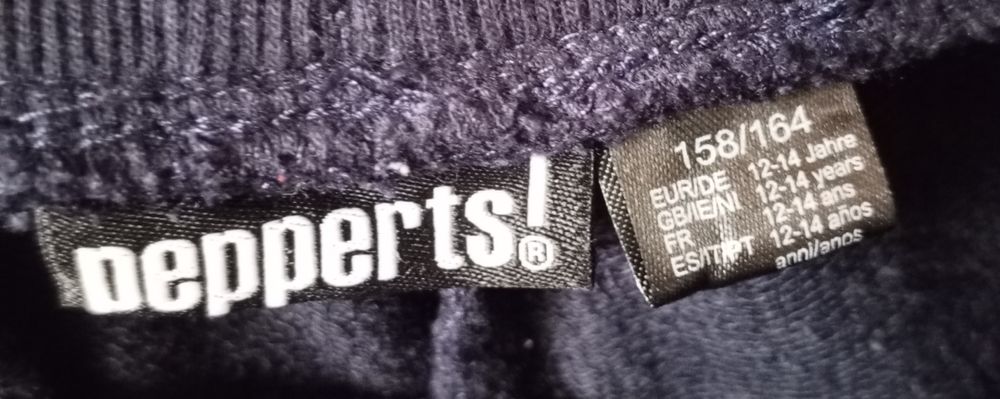 pepperts!®
158/164
EUR/DE 12-14 Jahre
GB/IE/NI 12-14 years
FR 12-14 ans
ES/IT/PT 12-14 años
anni/anos